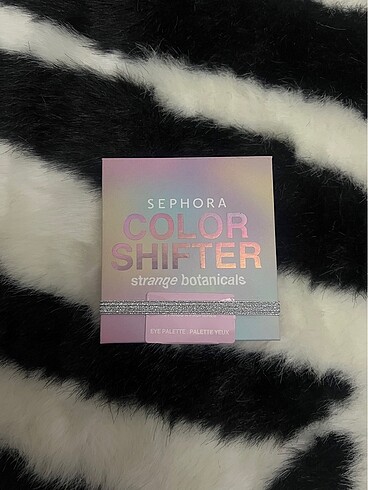 SEPHORA
COLOR
SHIFTER
strange botanicals
EYE PALETTE . PALETTE YEUX